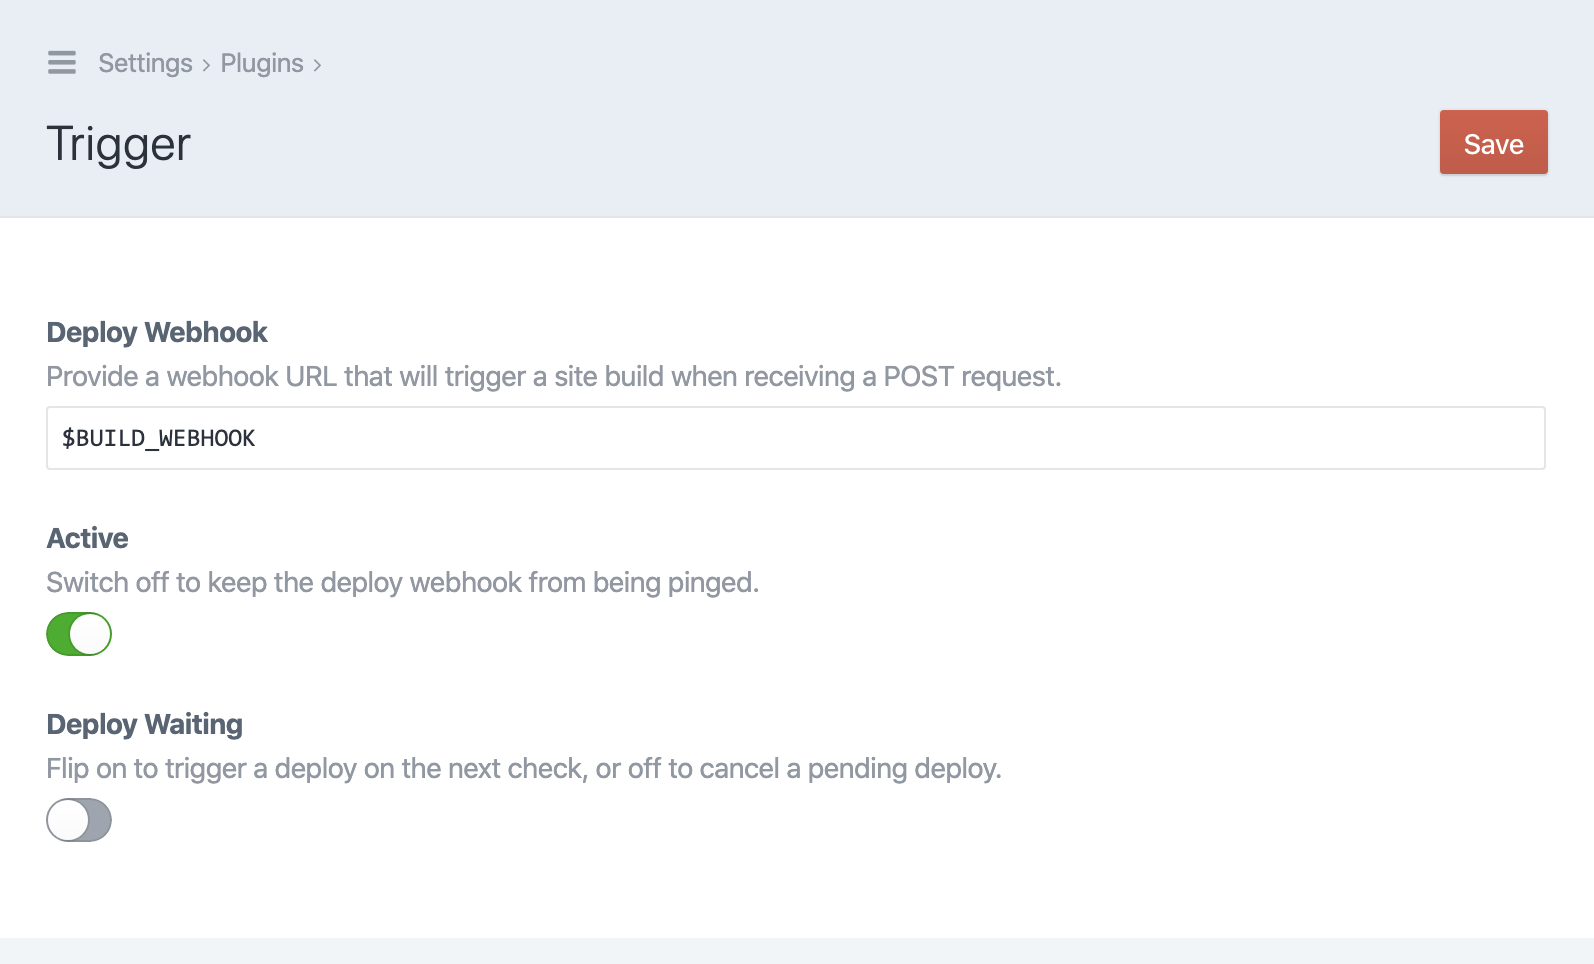 Settings › Plugins ›
Trigger
Save
Deploy Webhook
Provide a webhook URL that will trigger a site build when receiving a POST request.
$BUILD_WEBHOOK
Active
Switch off to keep the deploy webhook from being pinged.
Deploy Waiting
Flip on to trigger a deploy on the next check, or off to cancel a pending deploy.